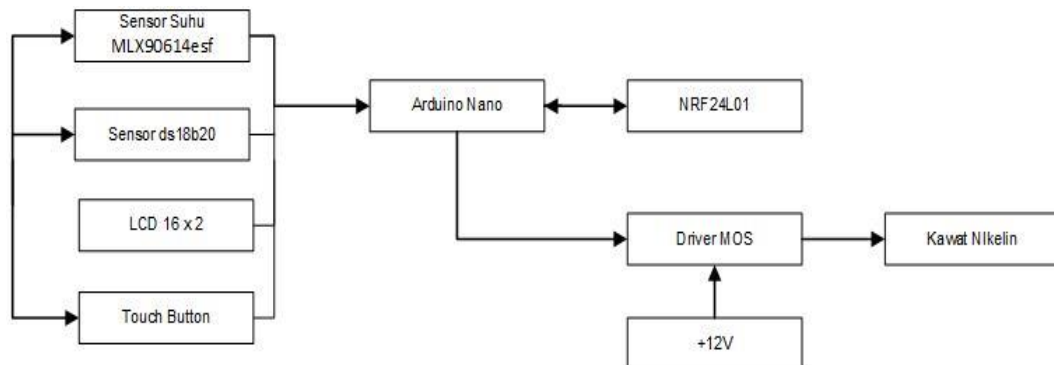 Sensor Suhu
MLX90614esf
Arduino Nano
NRF24L01
Sensor ds18b20
LCD 16 x 2
Driver MOS
Kawat NIkelin
Touch Button
+12V